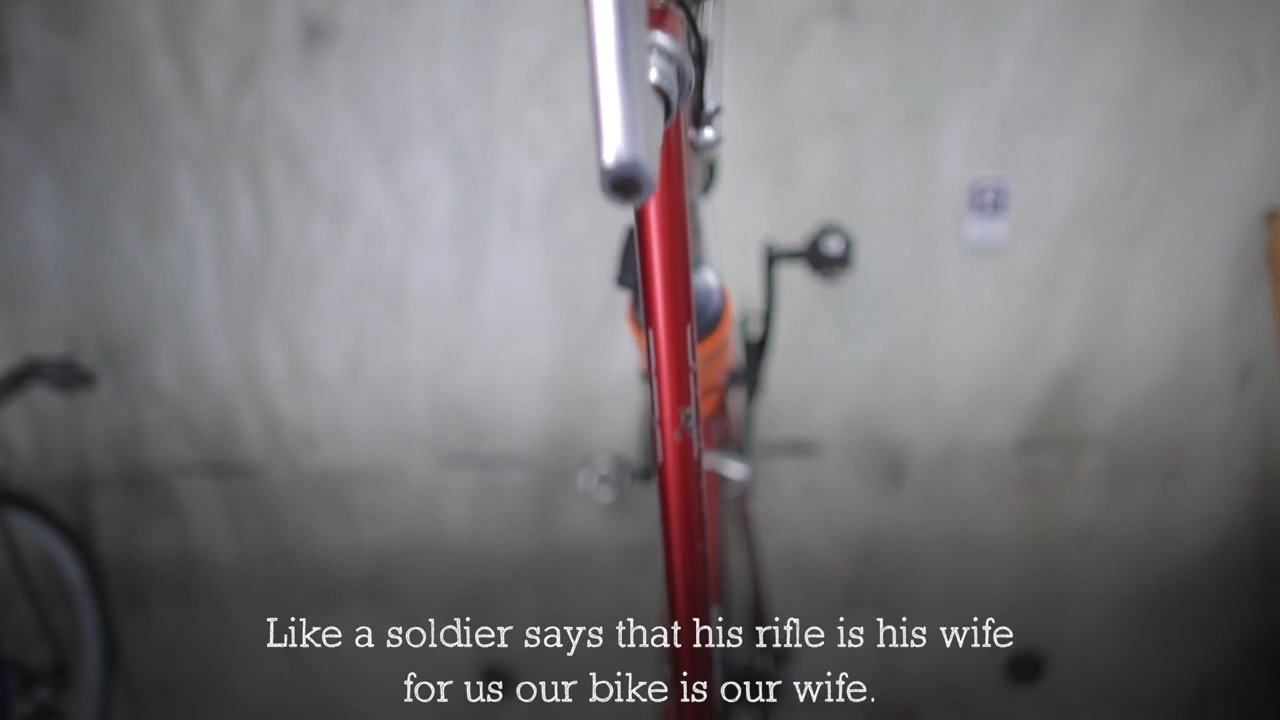 Like a soldier says that his rifle is his wife
for us our bike is our wife.